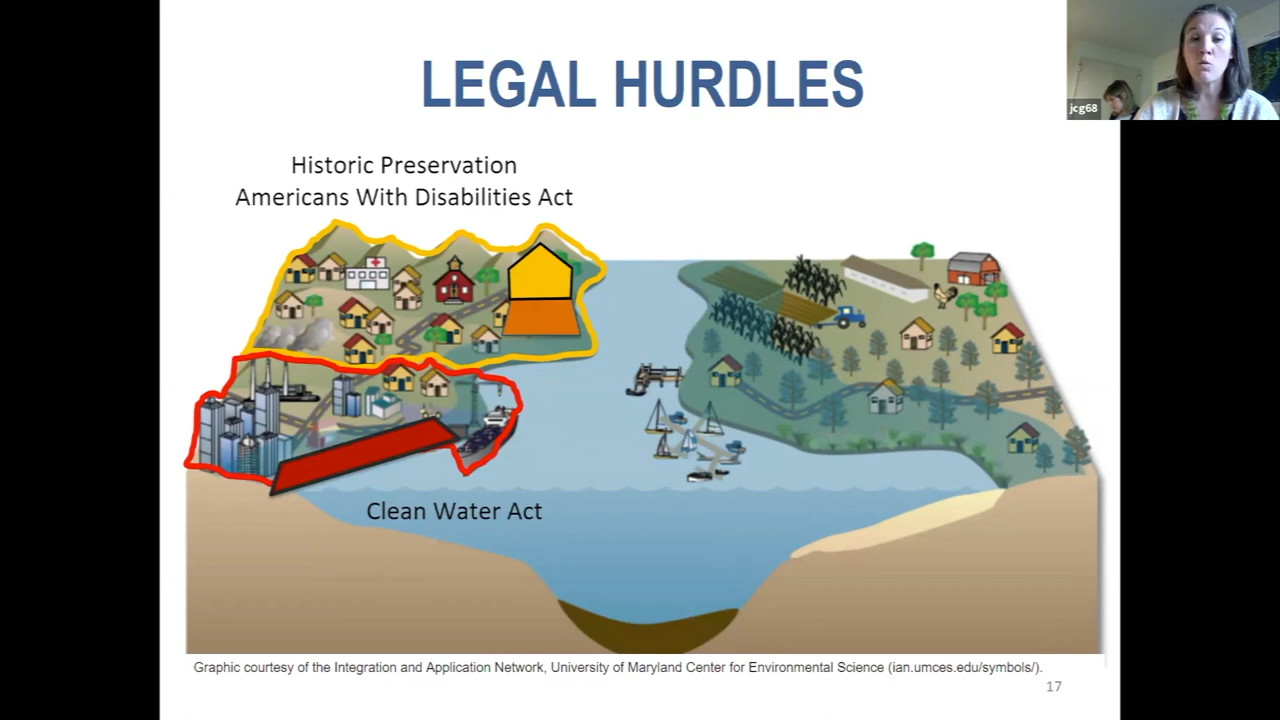 LEGAL HURDLES
jcg68
Historic Preservation
Americans With Disabilities Act
Clean Water Act
Graphic courtesy of the Integration and Application Network, University of Maryland Center for Environmental Science (ian.umces.edu/symbols/).
17